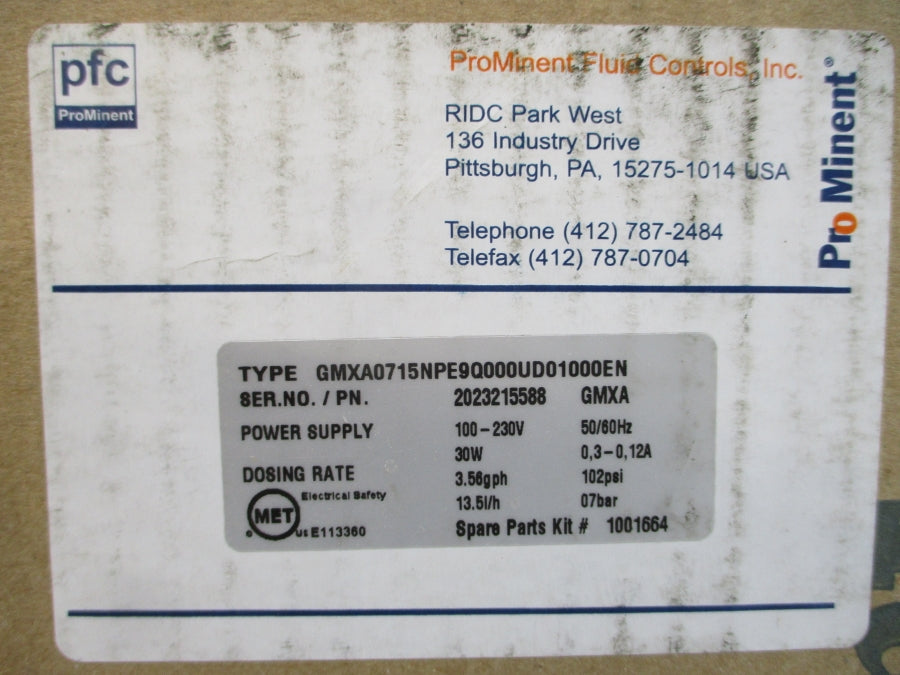 pfc
ProMinent
ProMinent Fluid Controls, Inc.
RIDC Park West
136 Industry Drive
Pittsburgh, PA, 15275-1014 USA
Telephone (412) 787-2484
Telefax (412) 787-0704
ProMinent®
TYPE GMXA0715NPE9Q000UD01000EN
SER.NO. / PN. 2023215588 GMXA
POWER SUPPLY 100-230V 50/60Hz
30W 0,3-0,12A
DOSING RATE 3.56gph 102psi
13.5l/h 07bar
Electrical Safety
c MET us E113360
Spare Parts Kit # 1001664